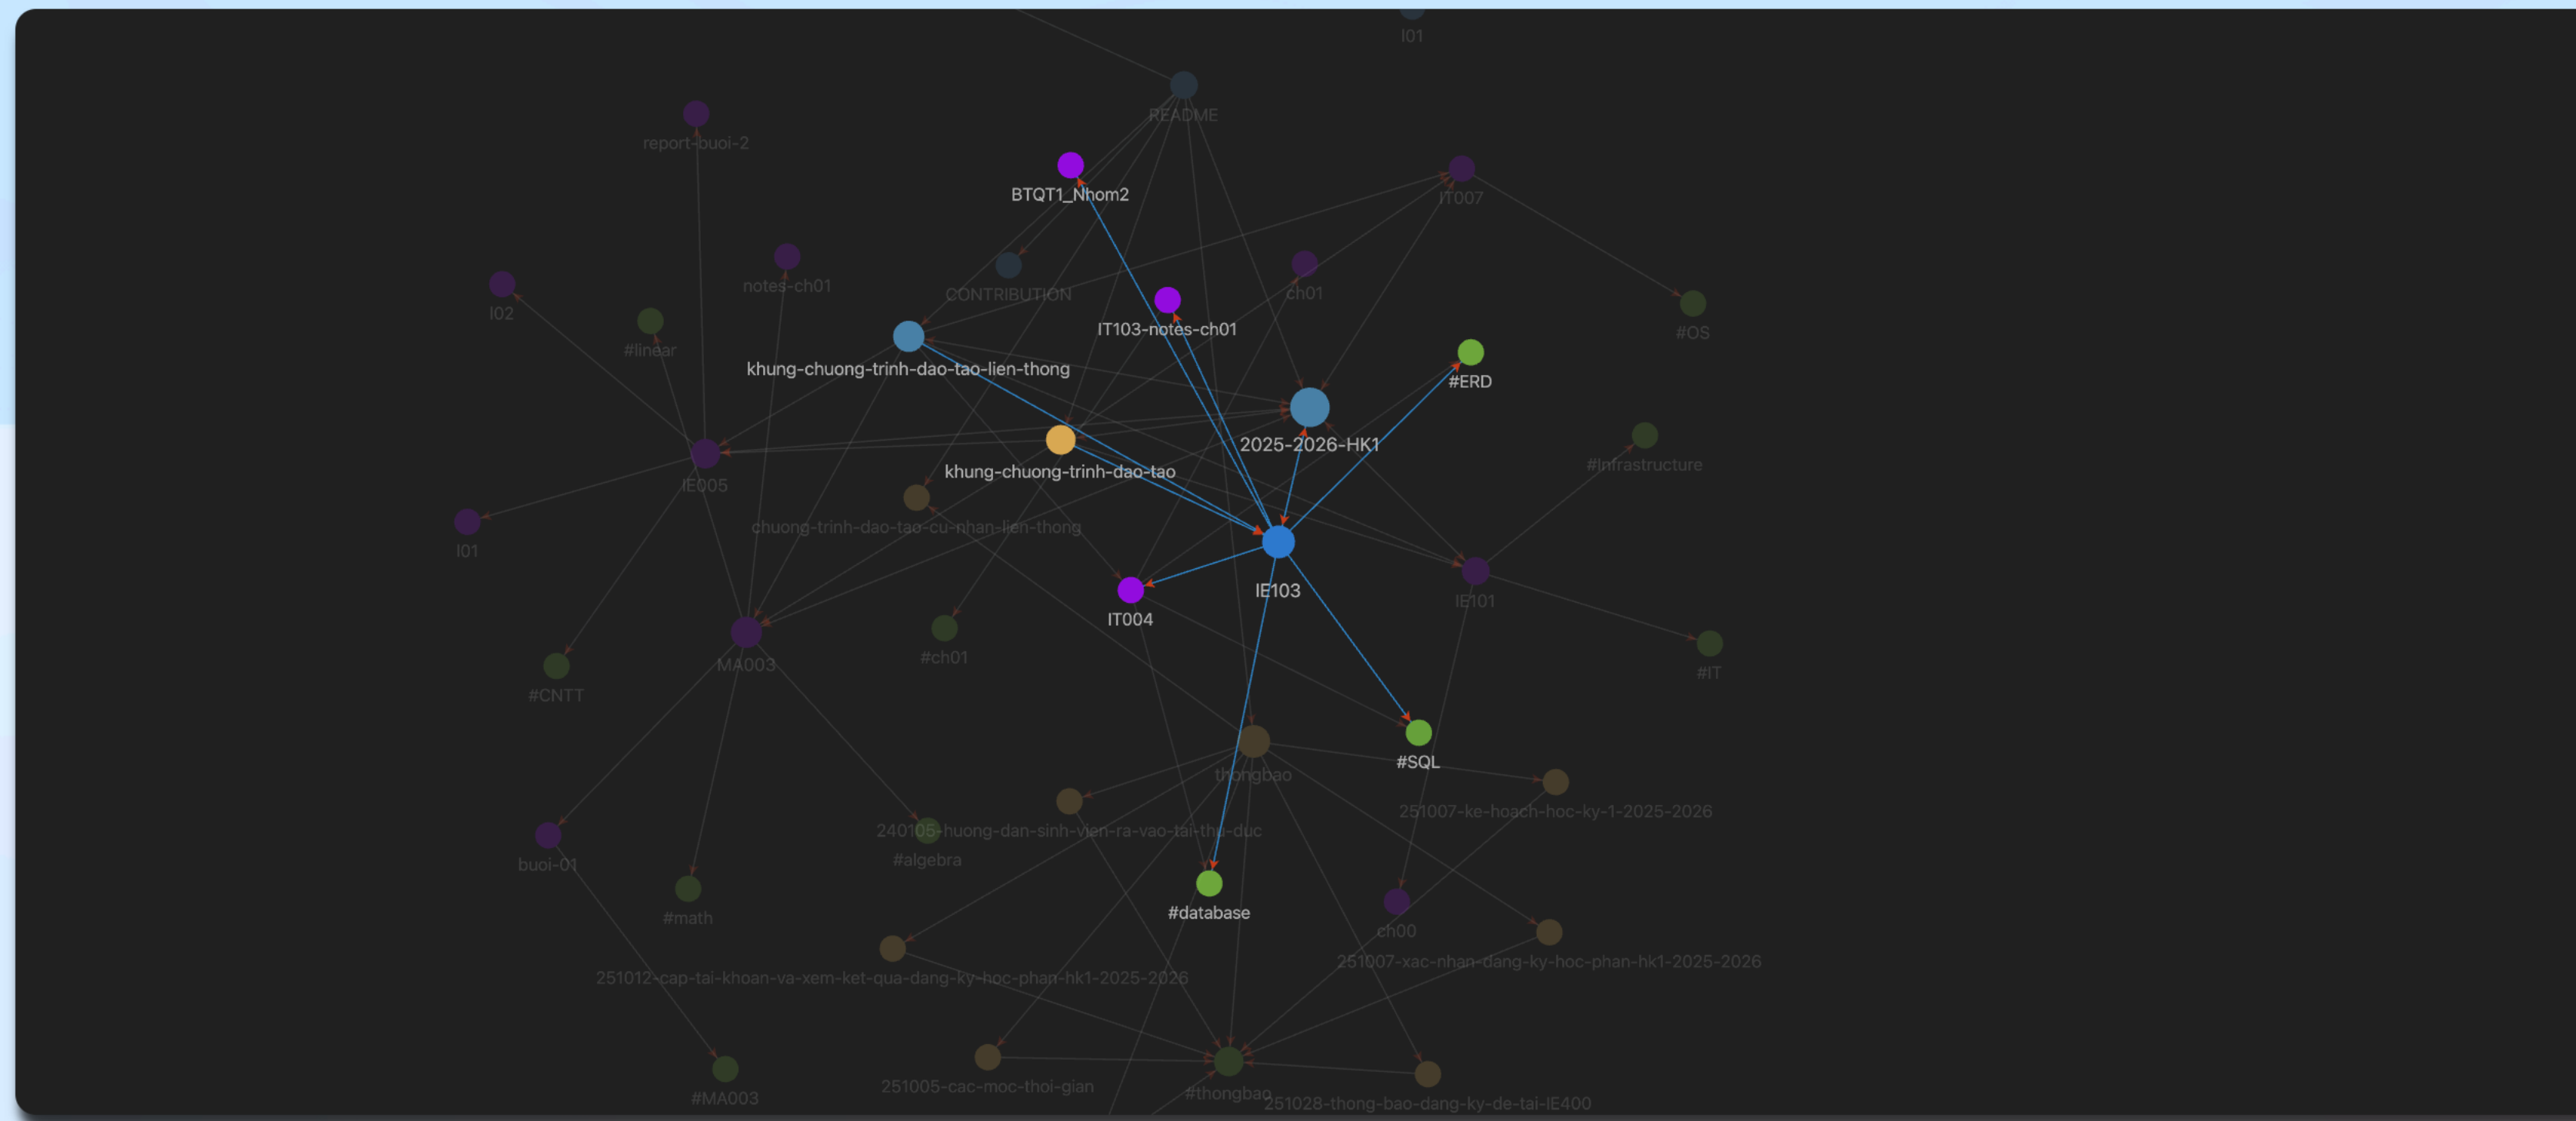 I01
README
report-buoi-2
BTQT1_Nhom2
IT007
notes-ch01
CONTRIBUTION
ch01
I02
IT103-notes-ch01
#OS
#linear
khung-chuong-trinh-dao-tao-lien-thong
#ERD
2025-2026-HK1
#Infrastructure
khung-chuong-trinh-dao-tao
IE005
chuong-trinh-dao-tao-cu-nhan-lien-thong
I01
IE103
IE101
IT004
#ch01
MA003
#IT
#CNTT
#SQL
thongbao
251007-ke-hoach-hoc-ky-1-2025-2026
240105-huong-dan-sinh-vien-ra-vao-tai-thu-duc
#algebra
buoi-01
#database
#math
ch00
251007-xac-nhan-dang-ky-hoc-phan-hk1-2025-2026
251012-cap-tai-khoan-va-xem-ket-qua-dang-ky-hoc-phan-hk1-2025-2026
251005-cac-moc-thoi-gian
#thongbao
#MA003
251028-thong-bao-dang-ky-de-tai-IE400